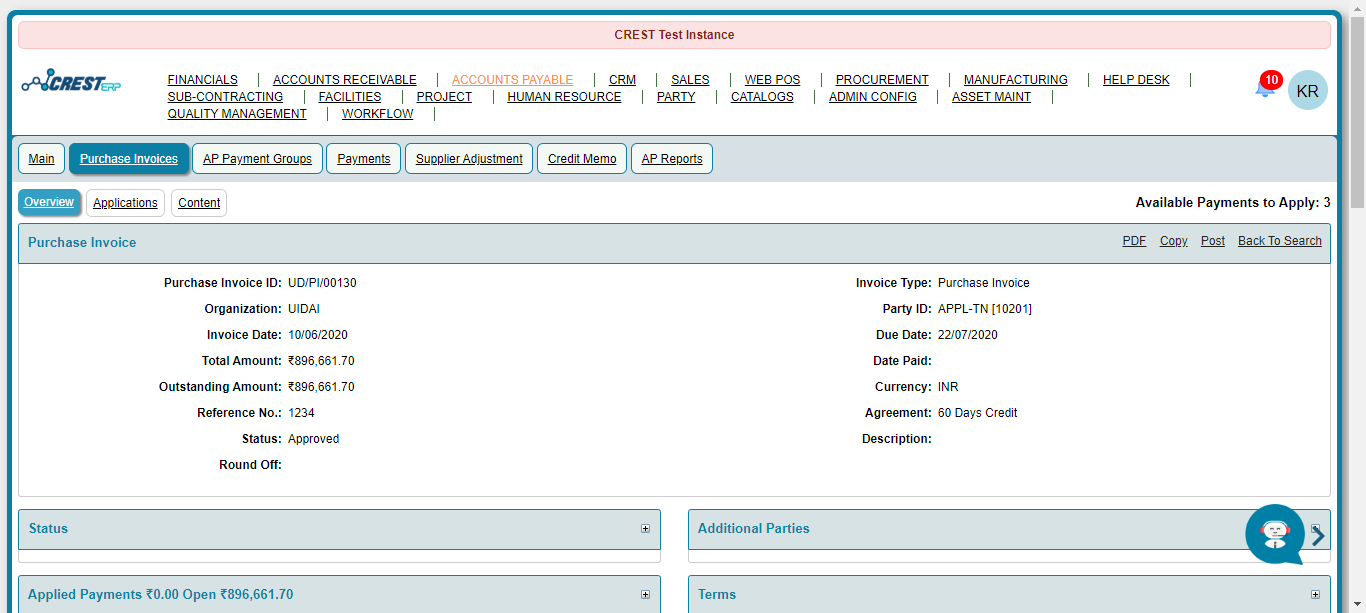 CREST Test Instance
CREST ERP
FINANCIALS | ACCOUNTS RECEIVABLE | ACCOUNTS PAYABLE | CRM | SALES | WEB POS | PROCUREMENT | MANUFACTURING | HELP DESK |
SUB-CONTRACTING | FACILITIES | PROJECT | HUMAN RESOURCE | PARTY | CATALOGS | ADMIN CONFIG | ASSET MAINT |
QUALITY MANAGEMENT | WORKFLOW |
10
KR
Main Purchase Invoices AP Payment Groups Payments Supplier Adjustment Credit Memo AP Reports
Overview Applications Content Available Payments to Apply: 3
Purchase Invoice PDF Copy Post Back To Search
Purchase Invoice ID: UD/PI/00130 Invoice Type: Purchase Invoice
Organization: UIDAI Party ID: APPL-TN [10201]
Invoice Date: 10/06/2020 Due Date: 22/07/2020
Total Amount: ₹896,661.70 Date Paid:
Outstanding Amount: ₹896,661.70 Currency: INR
Reference No.: 1234 Agreement: 60 Days Credit
Status: Approved Description:
Round Off:
Status Additional Parties
Applied Payments ₹0.00 Open ₹896,661.70 Terms